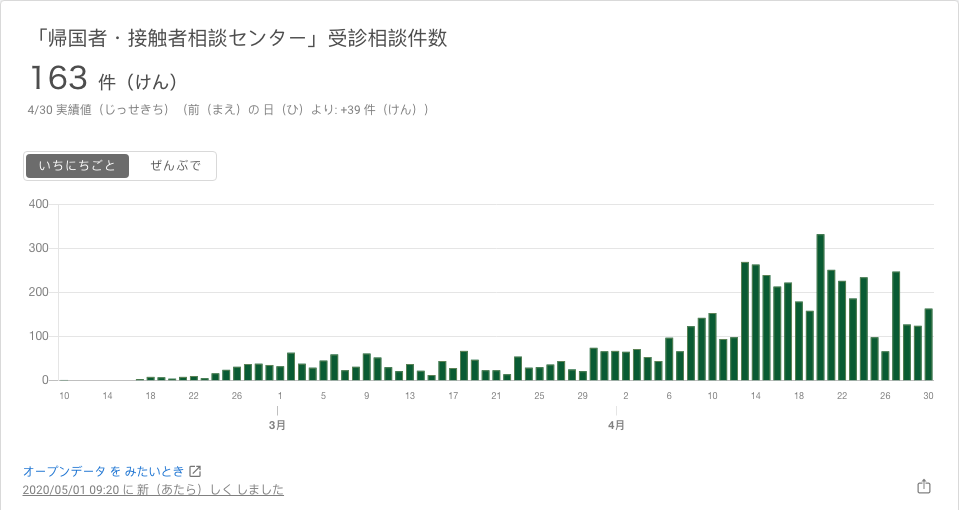 「帰国者・接触者相談センター」受診相談件数
163 件（けん）
4/30 実績値（じっせきち）（前（まえ）の 日（ひ）より: +39 件（けん））
いちにちごと ぜんぶで
400
300
200
100
0
10 14 18 22 26 1 5 9 13 17 21 25 29 2 6 10 14 18 22 26 30
3月 4月
オープンデータ を みたいとき
2020/05/01 09:20 に 新（あたら）しく しました